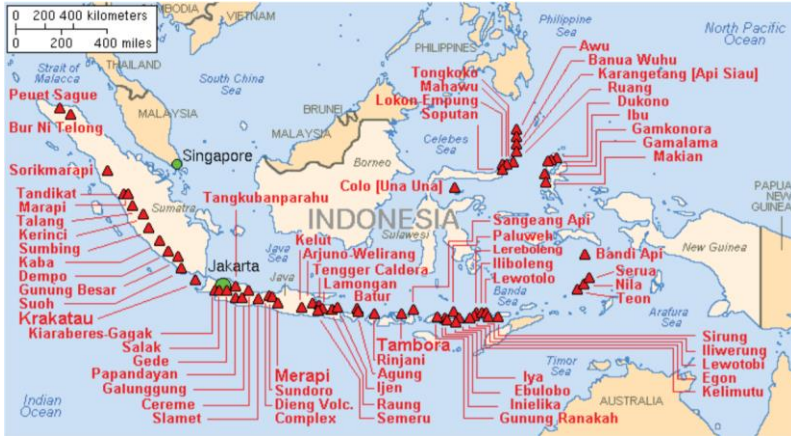 0 200 400 kilometers
0 200 400 miles
CAMBODIA
VIETNAM
THAILAND
Strait of
Malacca
South China
Sea
MALAYSIA
Singapore
BRUNEI
MALAYSIA
PHILIPPINES
Philippine
Sea
North Pacific
Ocean
Peuet Sague
Bur Ni Telong
Sorikmarapi
Tandikat
Marapi
Talang
Kerinci
Sumbing
Kaba
Dempo
Gunung Besar
Suoh
Krakatau
Kiaraberes-Gagak
Salak
Gede
Papandayan
Galunggung
Cereme
Slamet
Sumatra
Jakarta
Tangkubanparahu
Borneo
INDONESIA
Java
Sea
Java
Kelut
Arjuno Welirang
Tengger Caldera
Lamongan
Batur
Merapi
Sundoro
Dieng Volc.
Complex
Tambora
Rinjani
Agung
Ijen
Raung
Semeru
Tongkoko
Mahawu
Lokon Empung
Soputan
Celebes
Sea
Colo [Una Una]
Sulawesi
Awu
Banua Wuhu
Karangetang [Api Siau]
Ruang
Dukono
Ibu
Gamkonora
Gamalama
Makian
Sangeang Api
Paluweh
Lereboleng
Iliboleng
Lewotolo
Banda
Sea
Bandi Api
Serua
Nila
Teon
New Guinea
PAPUA
NEW
GUINEA
Arafura
Sea
Sirung
Iliwerung
Lewotobi
Egon
Kelimutu
Iya
Ebulobo
Inielika
Gunung Ranakah
Timor
Sea
AUSTRALIA
Indian
Ocean